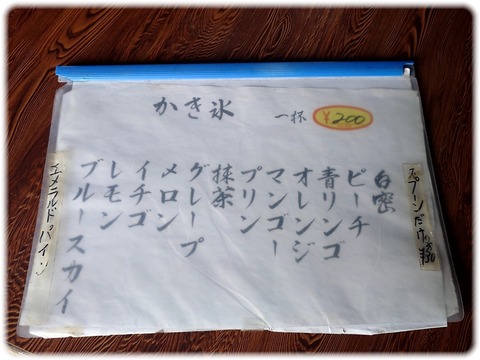 かき氷 一杯 ¥200
白蜜
ピーチ
青リンゴ
オレンジ
マンゴー
プリン
抹茶
グレープ
メロン
イチゴ
レモン
ブルースカイ
エメラルドパイン
スプーンだけ